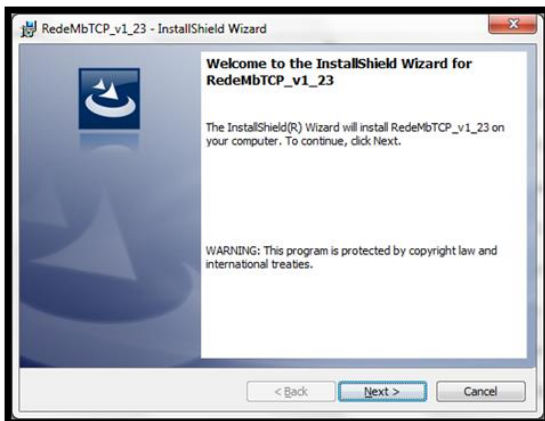 RedeMbTCP_v1_23 - InstallShield Wizard
Welcome to the InstallShield Wizard for
RedeMbTCP_v1_23
The InstallShield(R) Wizard will install RedeMbTCP_v1_23 on
your computer. To continue, click Next.
WARNING: This program is protected by copyright law and
international treaties.
< Back Next > Cancel